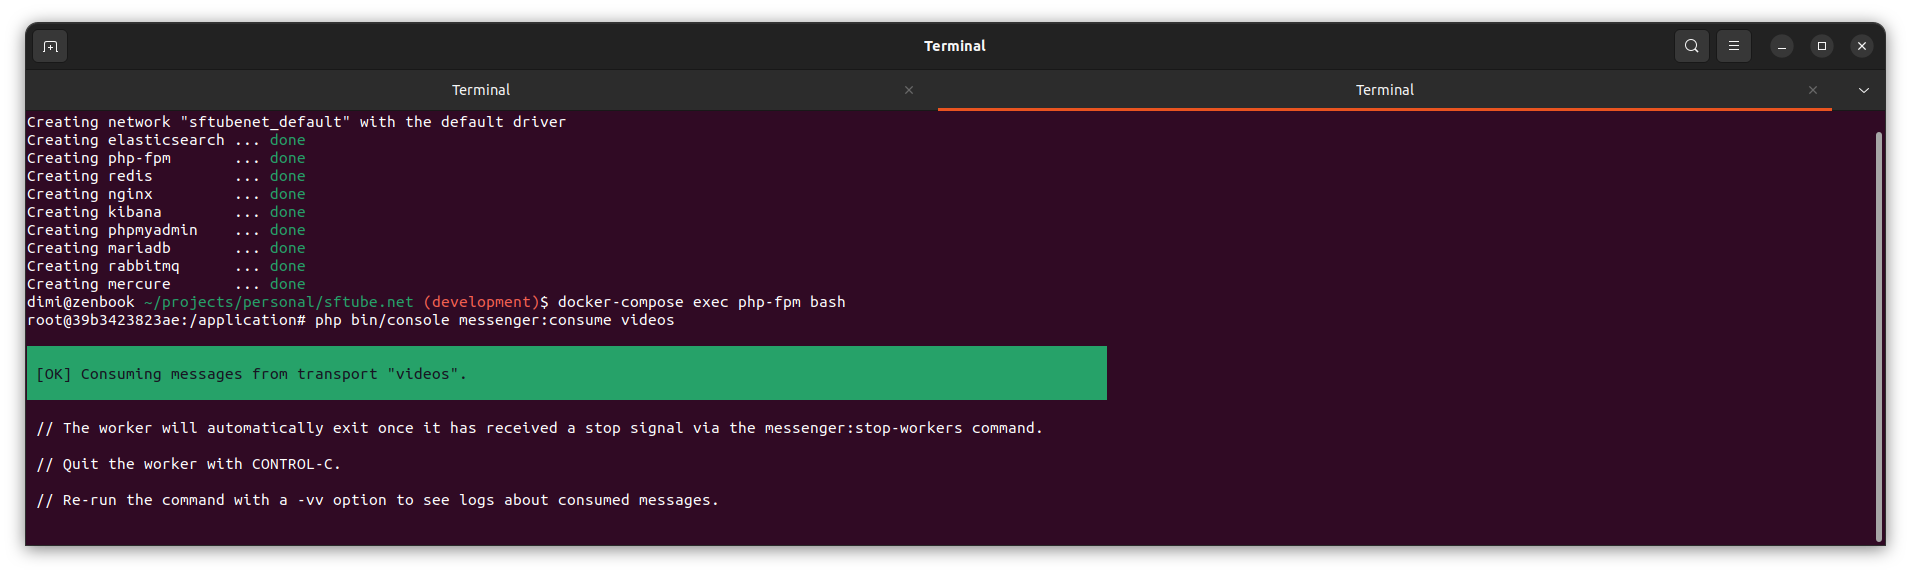 Terminal
Terminal
Terminal
Creating network "sftubenet_default" with the default driver
Creating elasticsearch ... done
Creating php-fpm       ... done
Creating redis         ... done
Creating nginx         ... done
Creating kibana        ... done
Creating phpmyadmin    ... done
Creating mariadb       ... done
Creating rabbitmq      ... done
Creating mercure       ... done
dimi@zenbook ~/projects/personal/sftube.net (development)$ docker-compose exec php-fpm bash
root@39b3423823ae:/application# php bin/console messenger:consume videos
[OK] Consuming messages from transport "videos".
// The worker will automatically exit once it has received a stop signal via the messenger:stop-workers command.
// Quit the worker with CONTROL-C.
// Re-run the command with a -vv option to see logs about consumed messages.